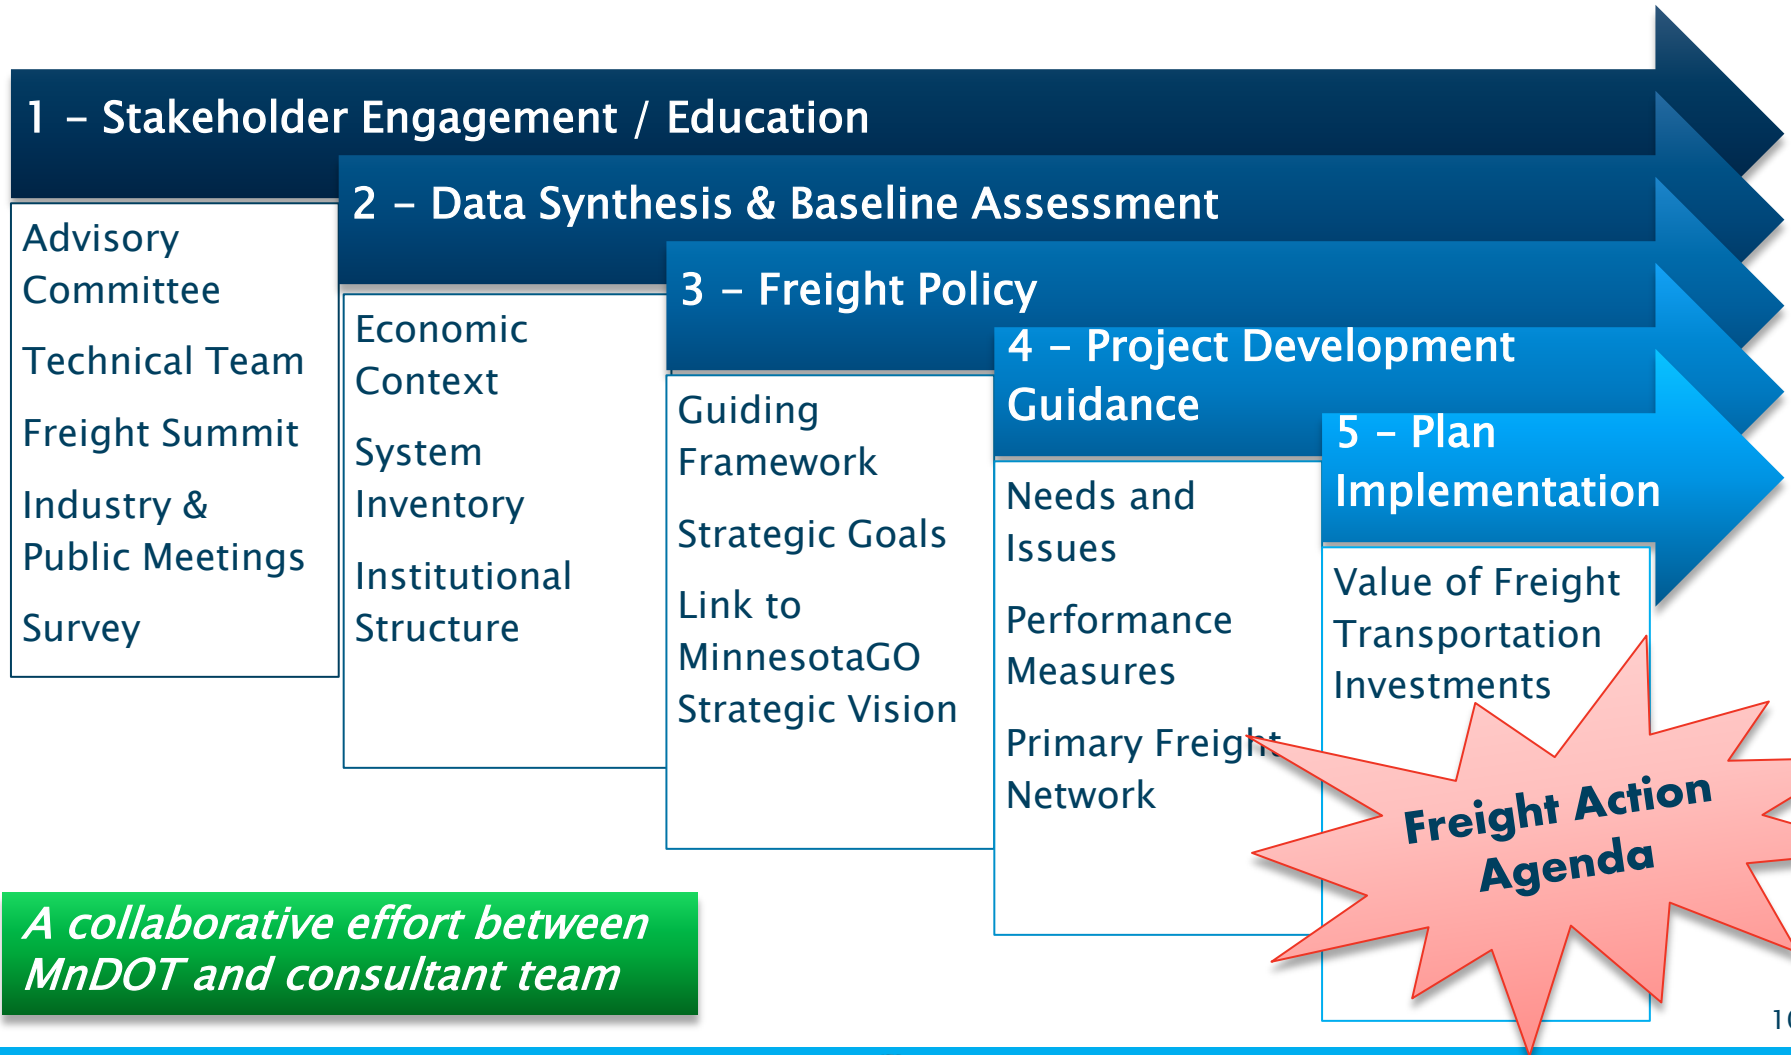 1 – Stakeholder Engagement / Education
Advisory
Committee
Technical Team
Freight Summit
Industry &
Public Meetings
Survey
2 – Data Synthesis & Baseline Assessment
Economic
Context
System
Inventory
Institutional
Structure
3 – Freight Policy
Guiding
Framework
Strategic Goals
Link to
MinnesotaGO
Strategic Vision
4 – Project Development
Guidance
Needs and
Issues
Performance
Measures
Primary Freight
Network
5 – Plan
Implementation
Value of Freight
Transportation
Investments
Freight Action
Agenda
A collaborative effort between
MnDOT and consultant team